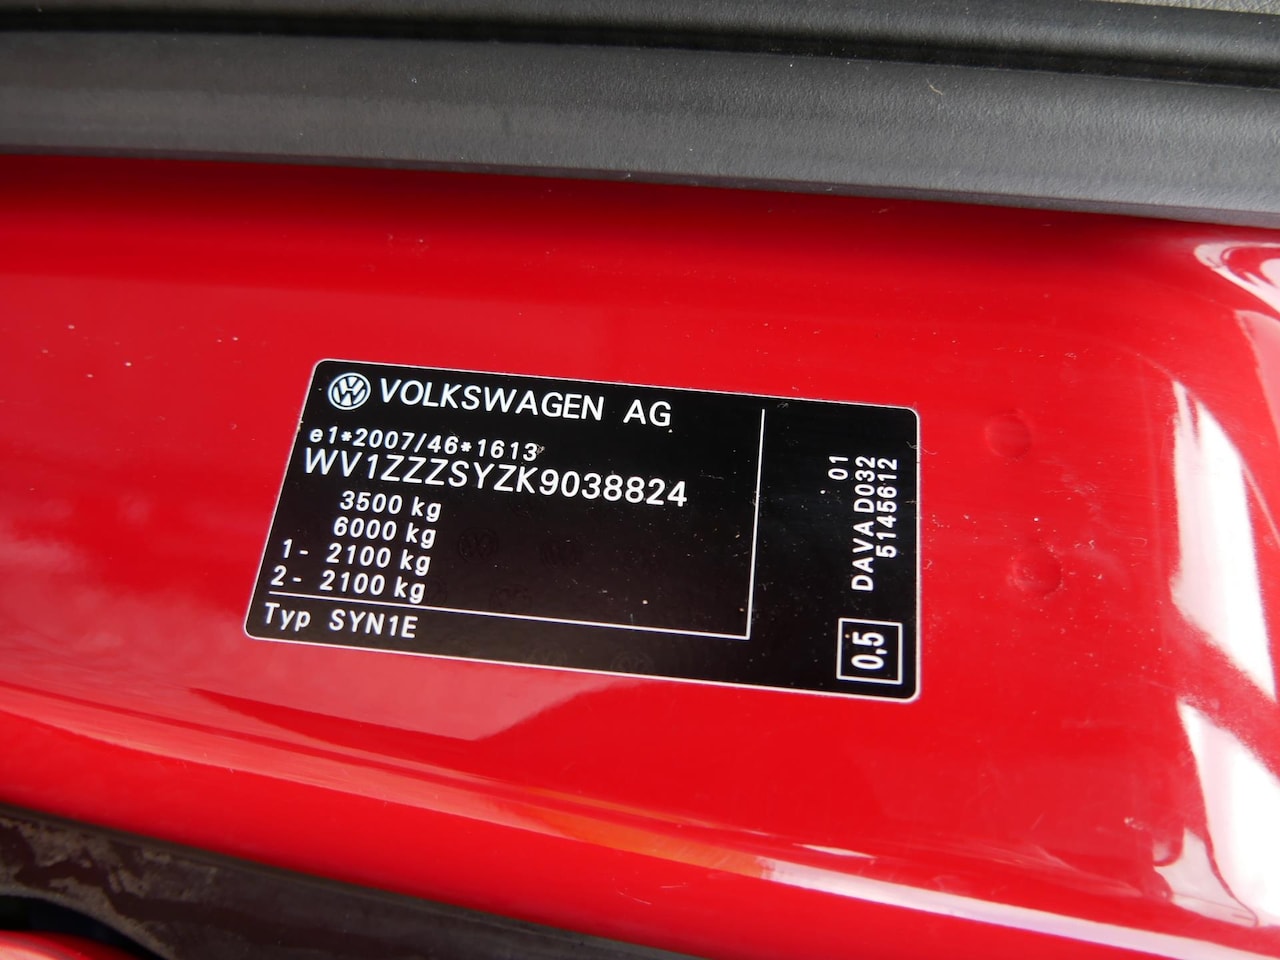 VOLKSWAGEN AG
e1*2007/46*1613
WV1ZZZSYZK9038824
3500 kg
6000 kg
1- 2100 kg
2- 2100 kg
Typ SYN1E
01
DAVA D032
5145612
0,5